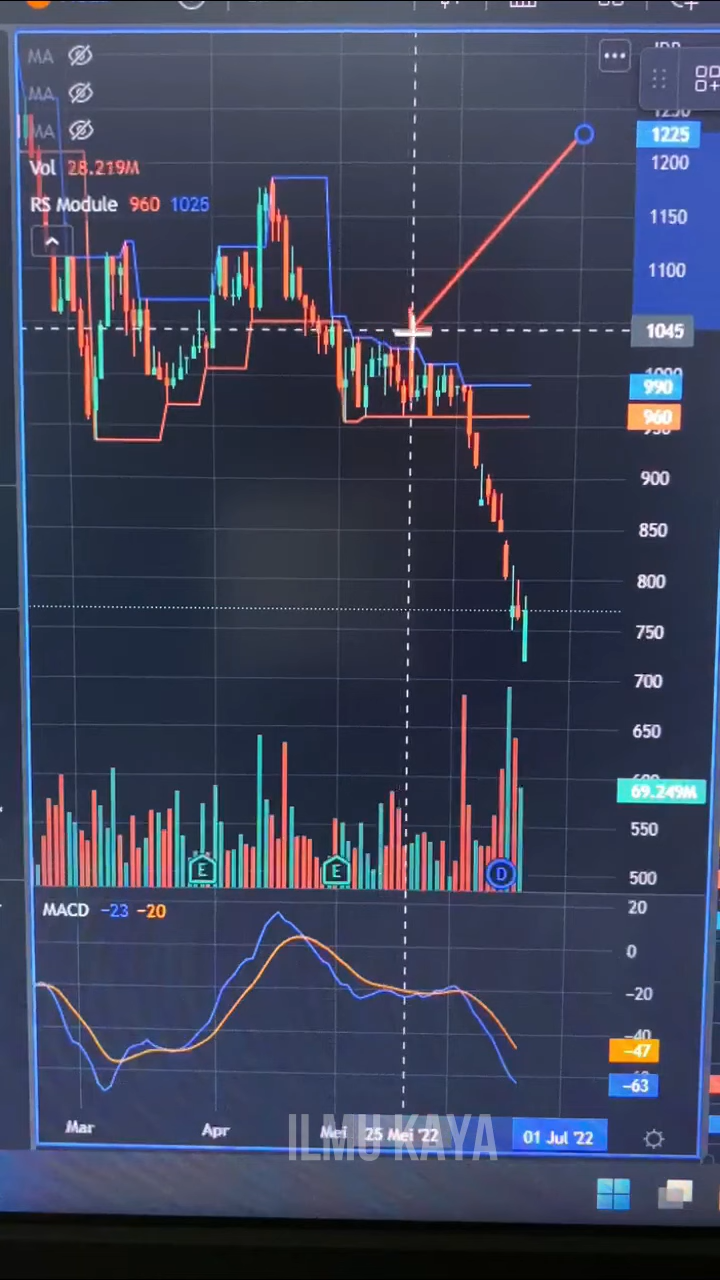 MA
MA
MA
Vol 28.219M
RS Module 960 1025
1225
1200
1150
1100
1045
990
960
900
850
800
750
700
650
69.249M
550
500
E
E
D
MACD -23 -20
20
0
-20
-47
-63
Mar
Apr
Mei
25 Mei '22
01 Jul '22
ILMU KAYA